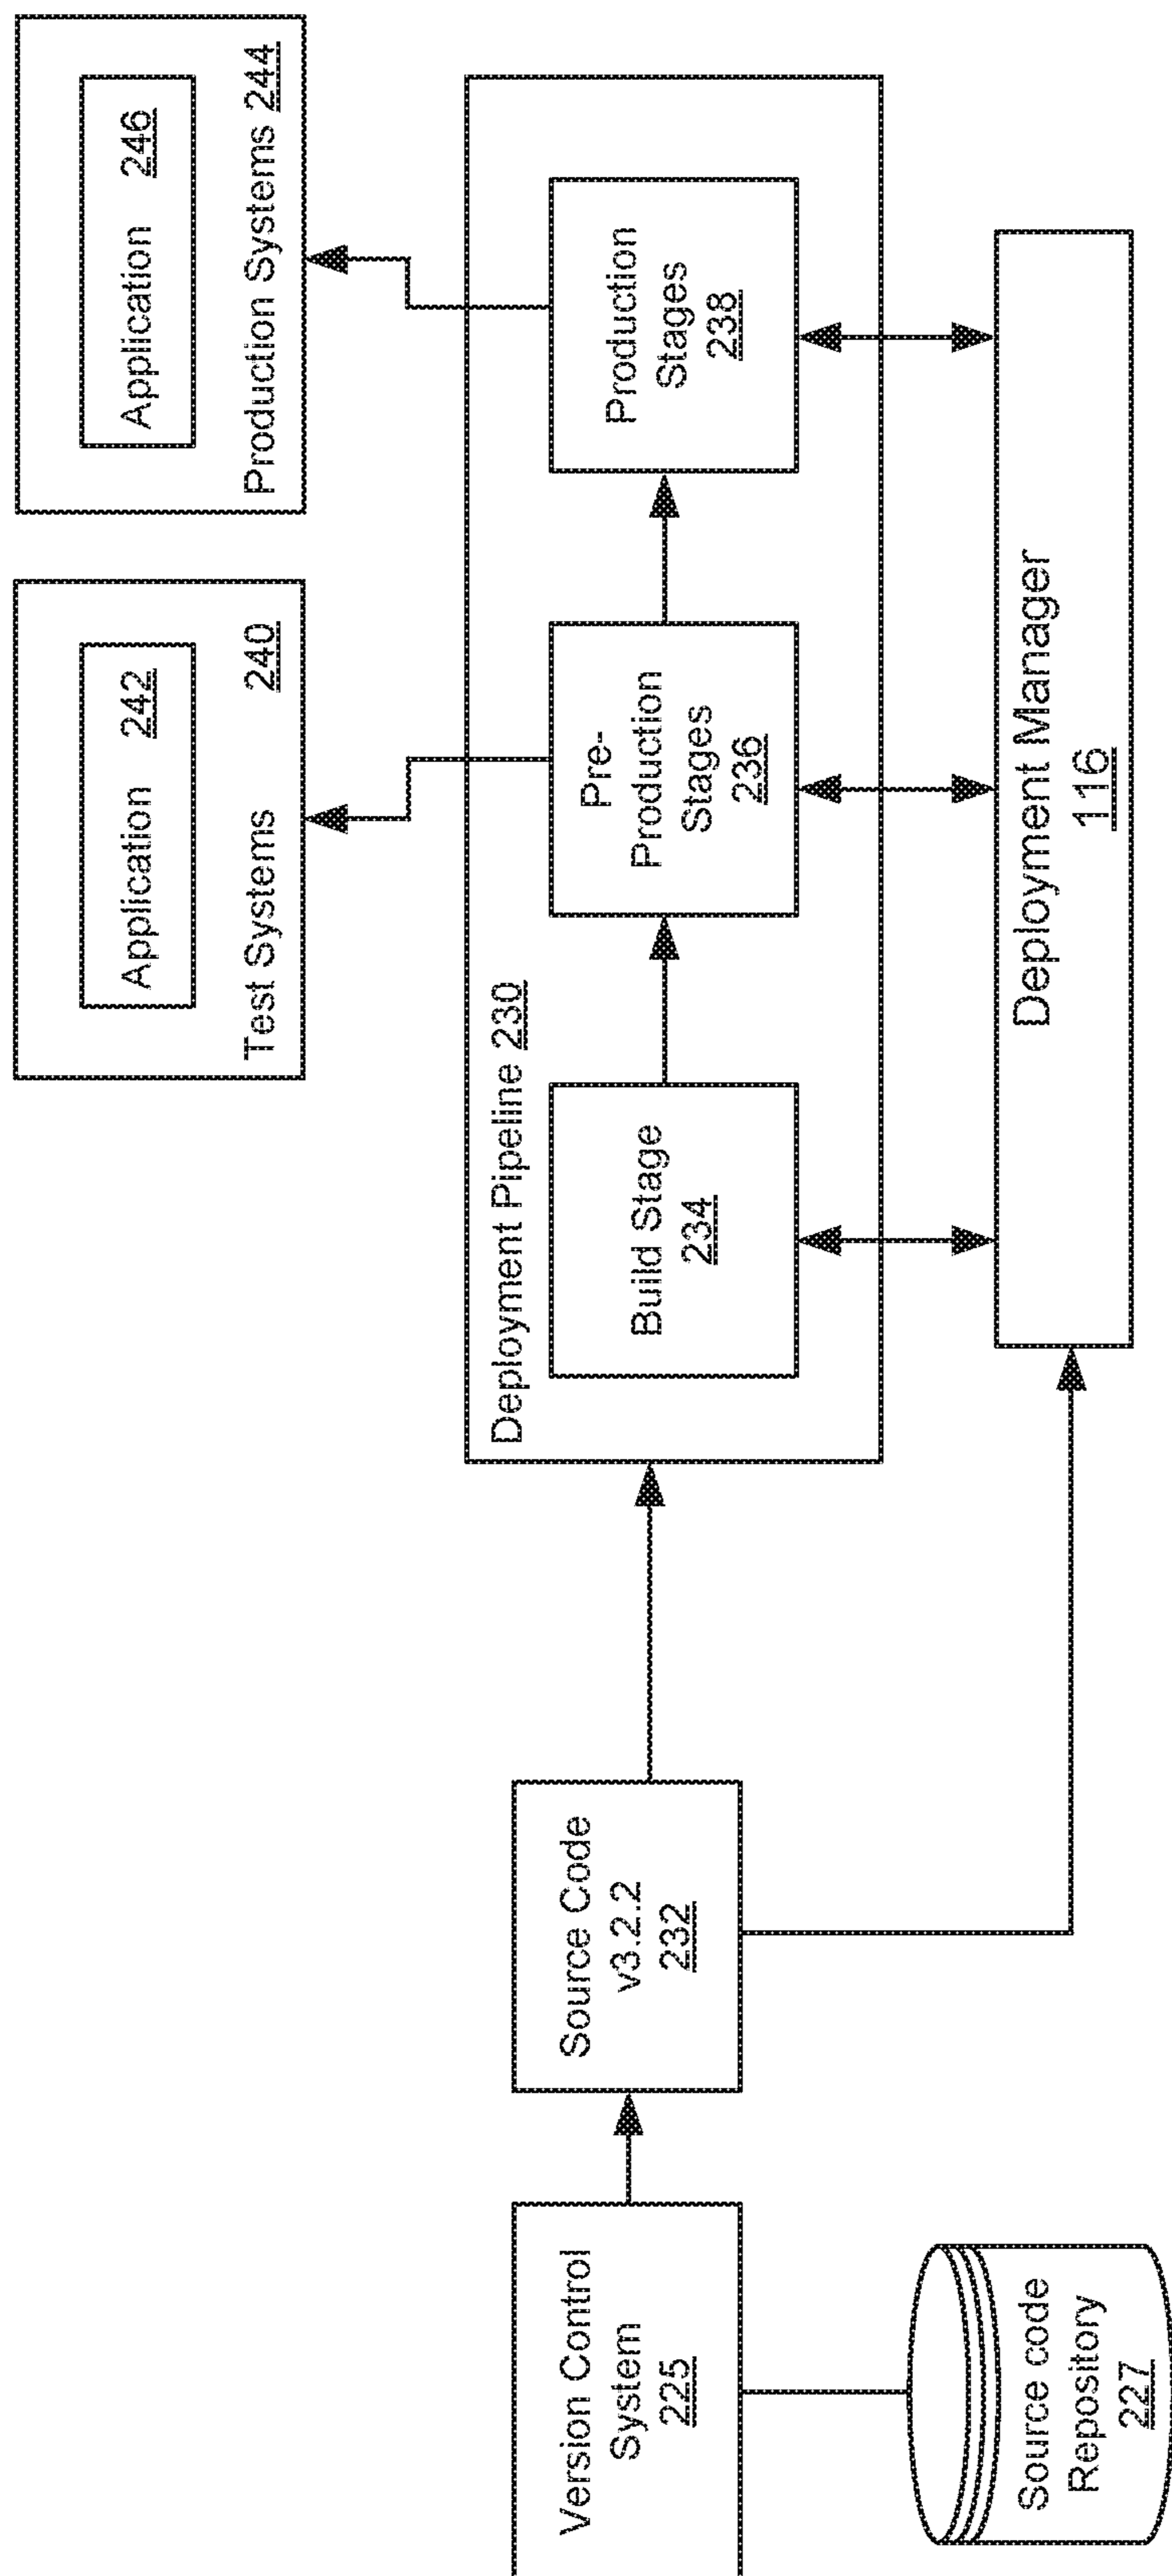 Application 242
Test Systems 240
Application 246
Production Systems 244
Deployment Pipeline 230
Version Control
System
225
Source Code
v3.2.2
232
Build Stage
234
Pre-
Production
Stages
236
Production
Stages
238
Source code
Repository
227
Deployment Manager
116